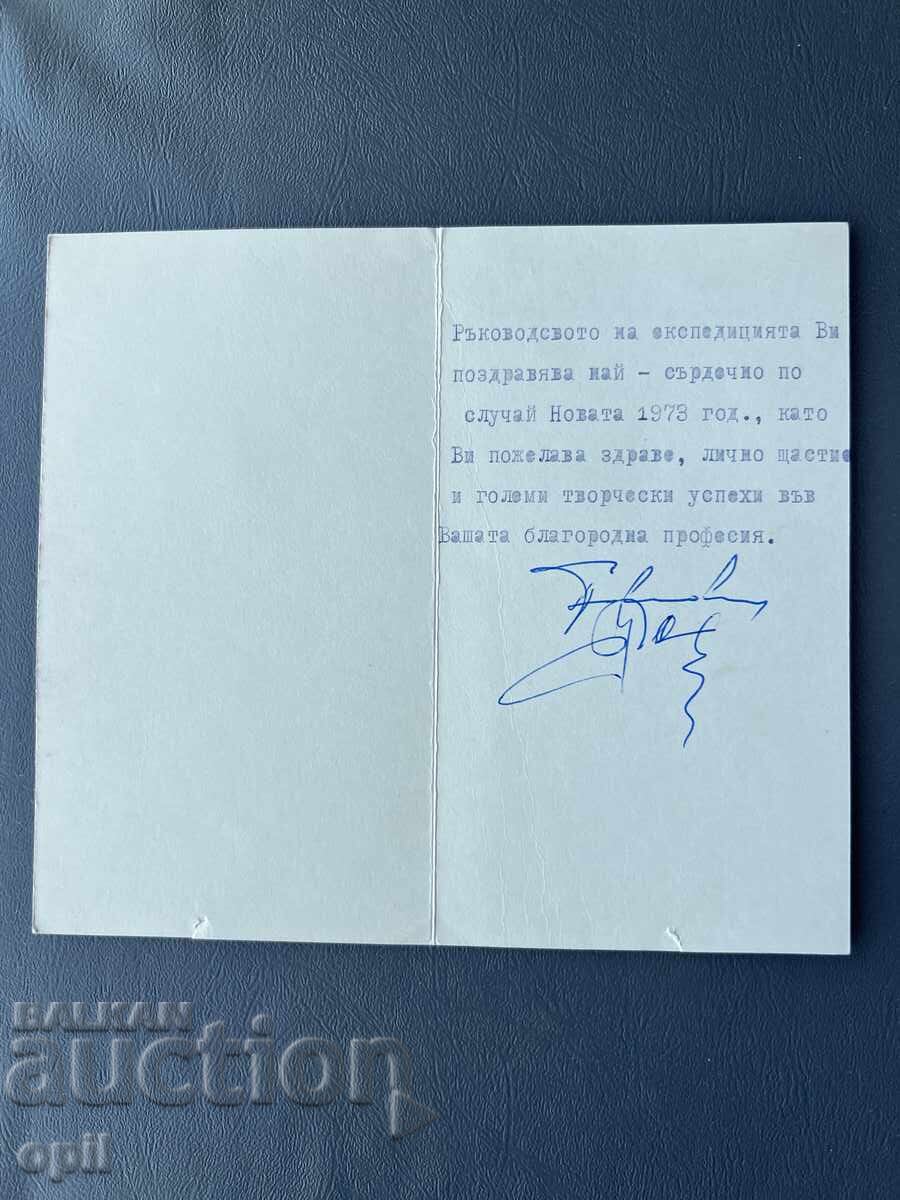 Ръководсвото на експедицията Ви
поздравява най - сърдечно по
случай Новата 1973 год., като
Ви пожелава здраве, лично щастие
и големи творчески успехи във
Вашата благородна професия.
BALKAN
auction
opil